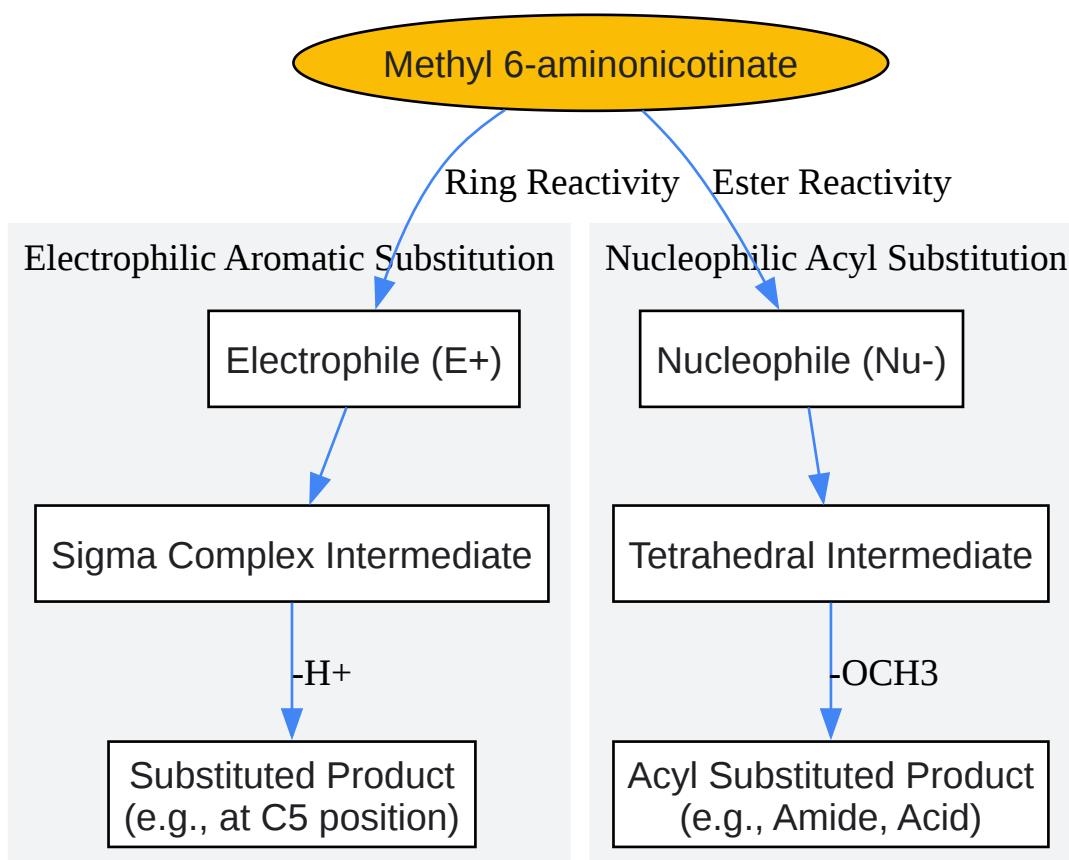 Methyl 6-aminonicotinate
Ring Reactivity
Ester Reactivity
Electrophilic Aromatic Substitution
Electrophile (E+)
Sigma Complex Intermediate
-H+
Substituted Product
(e.g., at C5 position)
Nucleophilic Acyl Substitution
Nucleophile (Nu-)
Tetrahedral Intermediate
-OCH3
Acyl Substituted Product
(e.g., Amide, Acid)